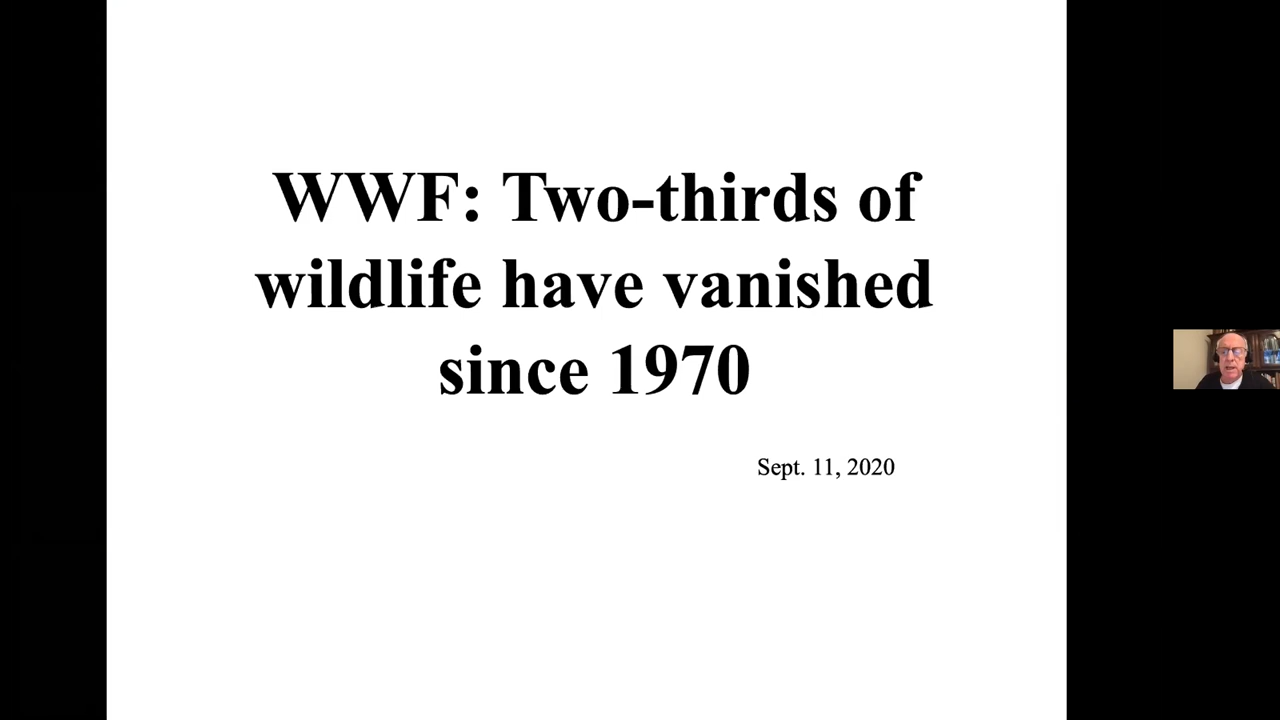 WWF: Two-thirds of
wildlife have vanished
since 1970
Sept. 11, 2020